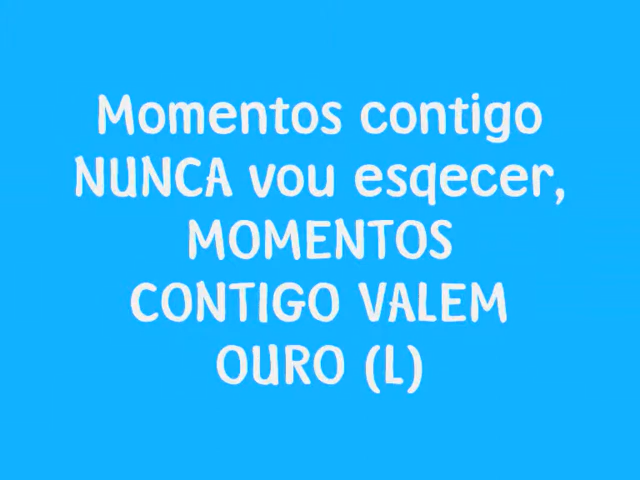 Momentos contigo
NUNCA vou esqecer,
MOMENTOS
CONTIGO VALEM
OURO (L)